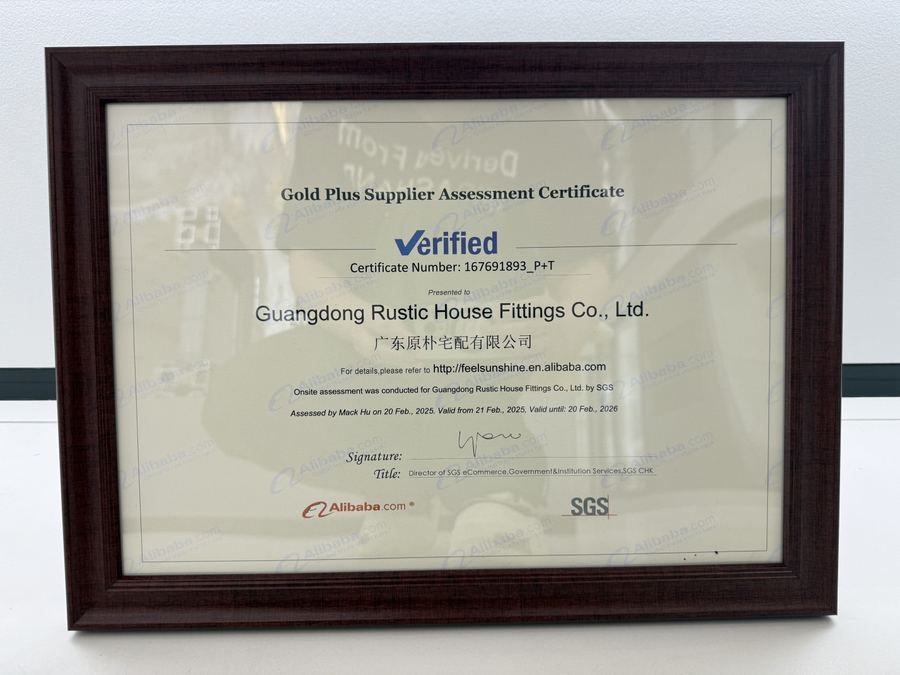 Gold Plus Supplier Assessment Certificate
Verified
Certificate Number: 167691893_P+T
Presented to
Guangdong Rustic House Fittings Co., Ltd.
广东原朴宅配有限公司
For details,please refer to http://feelsunshine.en.alibaba.com
Onsite assessment was conducted for Guangdong Rustic House Fittings Co., Ltd. by SGS
Assessed by Mack Hu on 20 Feb., 2025. Valid from 21 Feb., 2025, Valid until: 20 Feb., 2026
Signature:
Title: Director of SGS eCommerce,Government&Institution Services,SGS CHK
Alibaba.com®
SGS